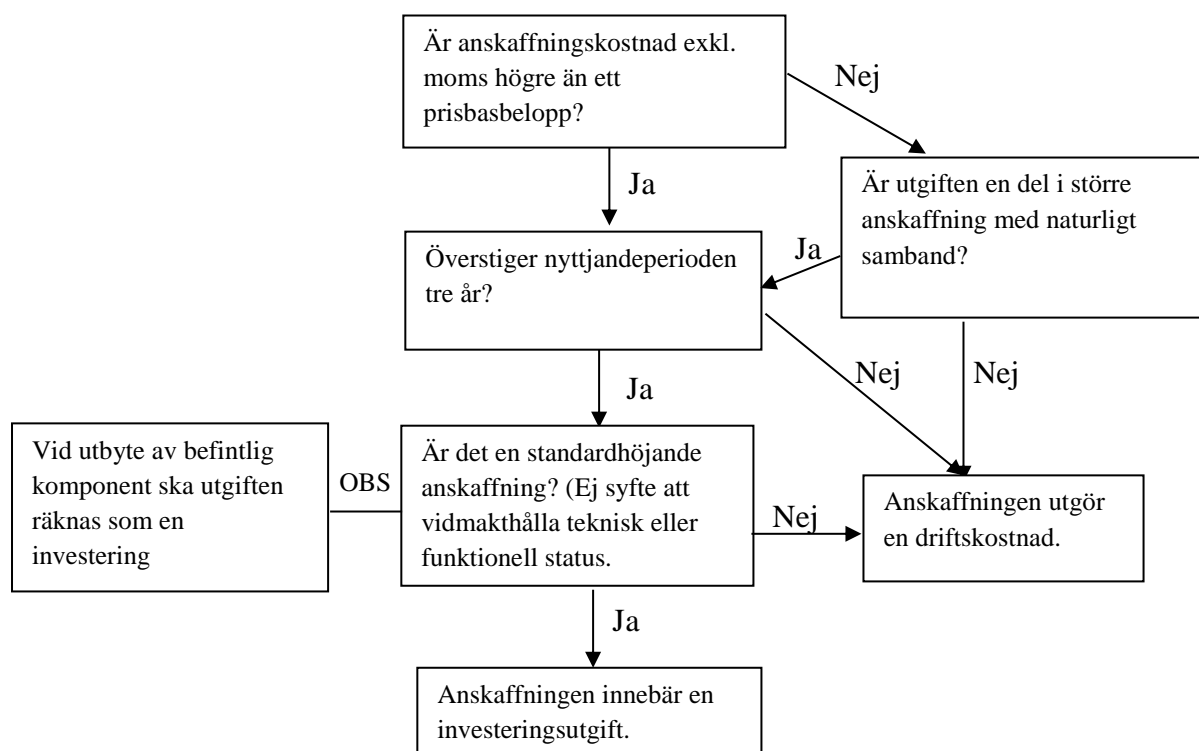 Är anskaffningskostnad exkl.
moms högre än ett
prisbasbelopp?
Nej
Ja
Är utgiften en del i större
anskaffning med naturligt
samband?
Ja
Överstiger nyttjandeperioden
tre år?
Nej
Nej
Ja
Vid utbyte av befintlig
komponent ska utgiften
räknas som en
investering
OBS
Är det en standardhöjande
anskaffning? (Ej syfte att
vidmakthålla teknisk eller
funktionell status.
Nej
Anskaffningen utgör
en driftskostnad.
Ja
Anskaffningen innebär en
investeringsutgift.